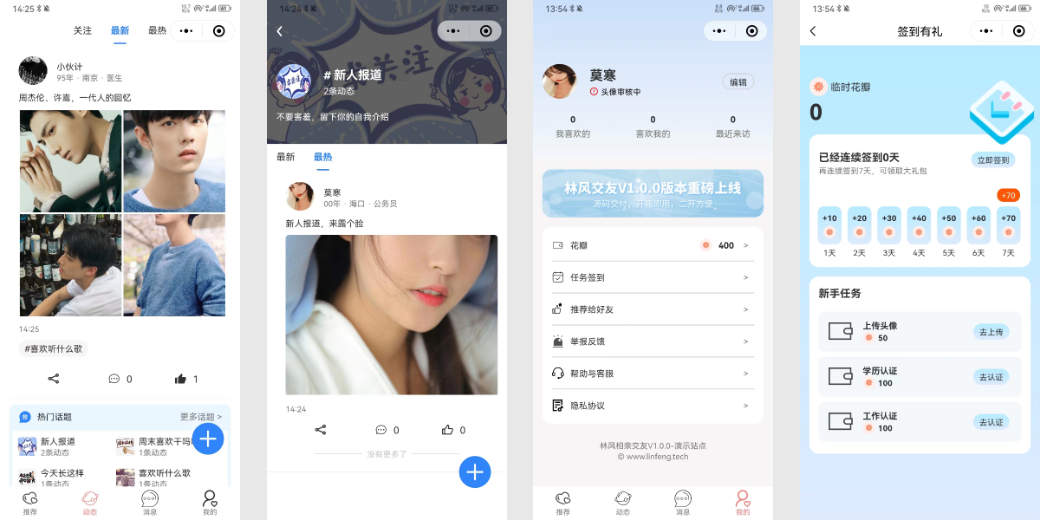 14:25
关注 最新 最热
小伙计
95年 · 南京 · 医生
周杰伦、许嵩，一代人的回忆
14:25
#喜欢听什么歌
0 1
热门话题 更多话题 >
新人报道
2条动态
周末喜欢干吗
1条动态
今天长这样
1条动态
喜欢听什么歌
1条动态
推荐 动态 消息 我的
14:24
# 新人报道
2条动态
不要害羞，留下你的自我介绍
最新 最热
莫寒
00年 · 海口 · 公务员
新人报道，来露个脸
14:24
0 0
没有更多了
13:54
莫寒
头像审核中
编辑
0 0 0
我喜欢的 喜欢我的 最近来访
林风交友V1.0.0版本重磅上线
源码交付，开箱即用，二开方便
花瓣 400 >
任务签到 >
推荐给好友 >
举报反馈 >
帮助与客服 >
隐私协议 >
林风相亲交友V1.0.0-演示站点
© www.linfeng.tech
推荐 动态 消息 我的
13:54
签到有礼
临时花瓣
0
已经连续签到0天
再连续签到7天，可领取大礼包
立即签到
+70
+10 +20 +30 +40 +50 +60 +70
1天 2天 3天 4天 5天 6天 7天
新手任务
上传头像
50
去上传
学历认证
100
去认证
工作认证
100
去认证